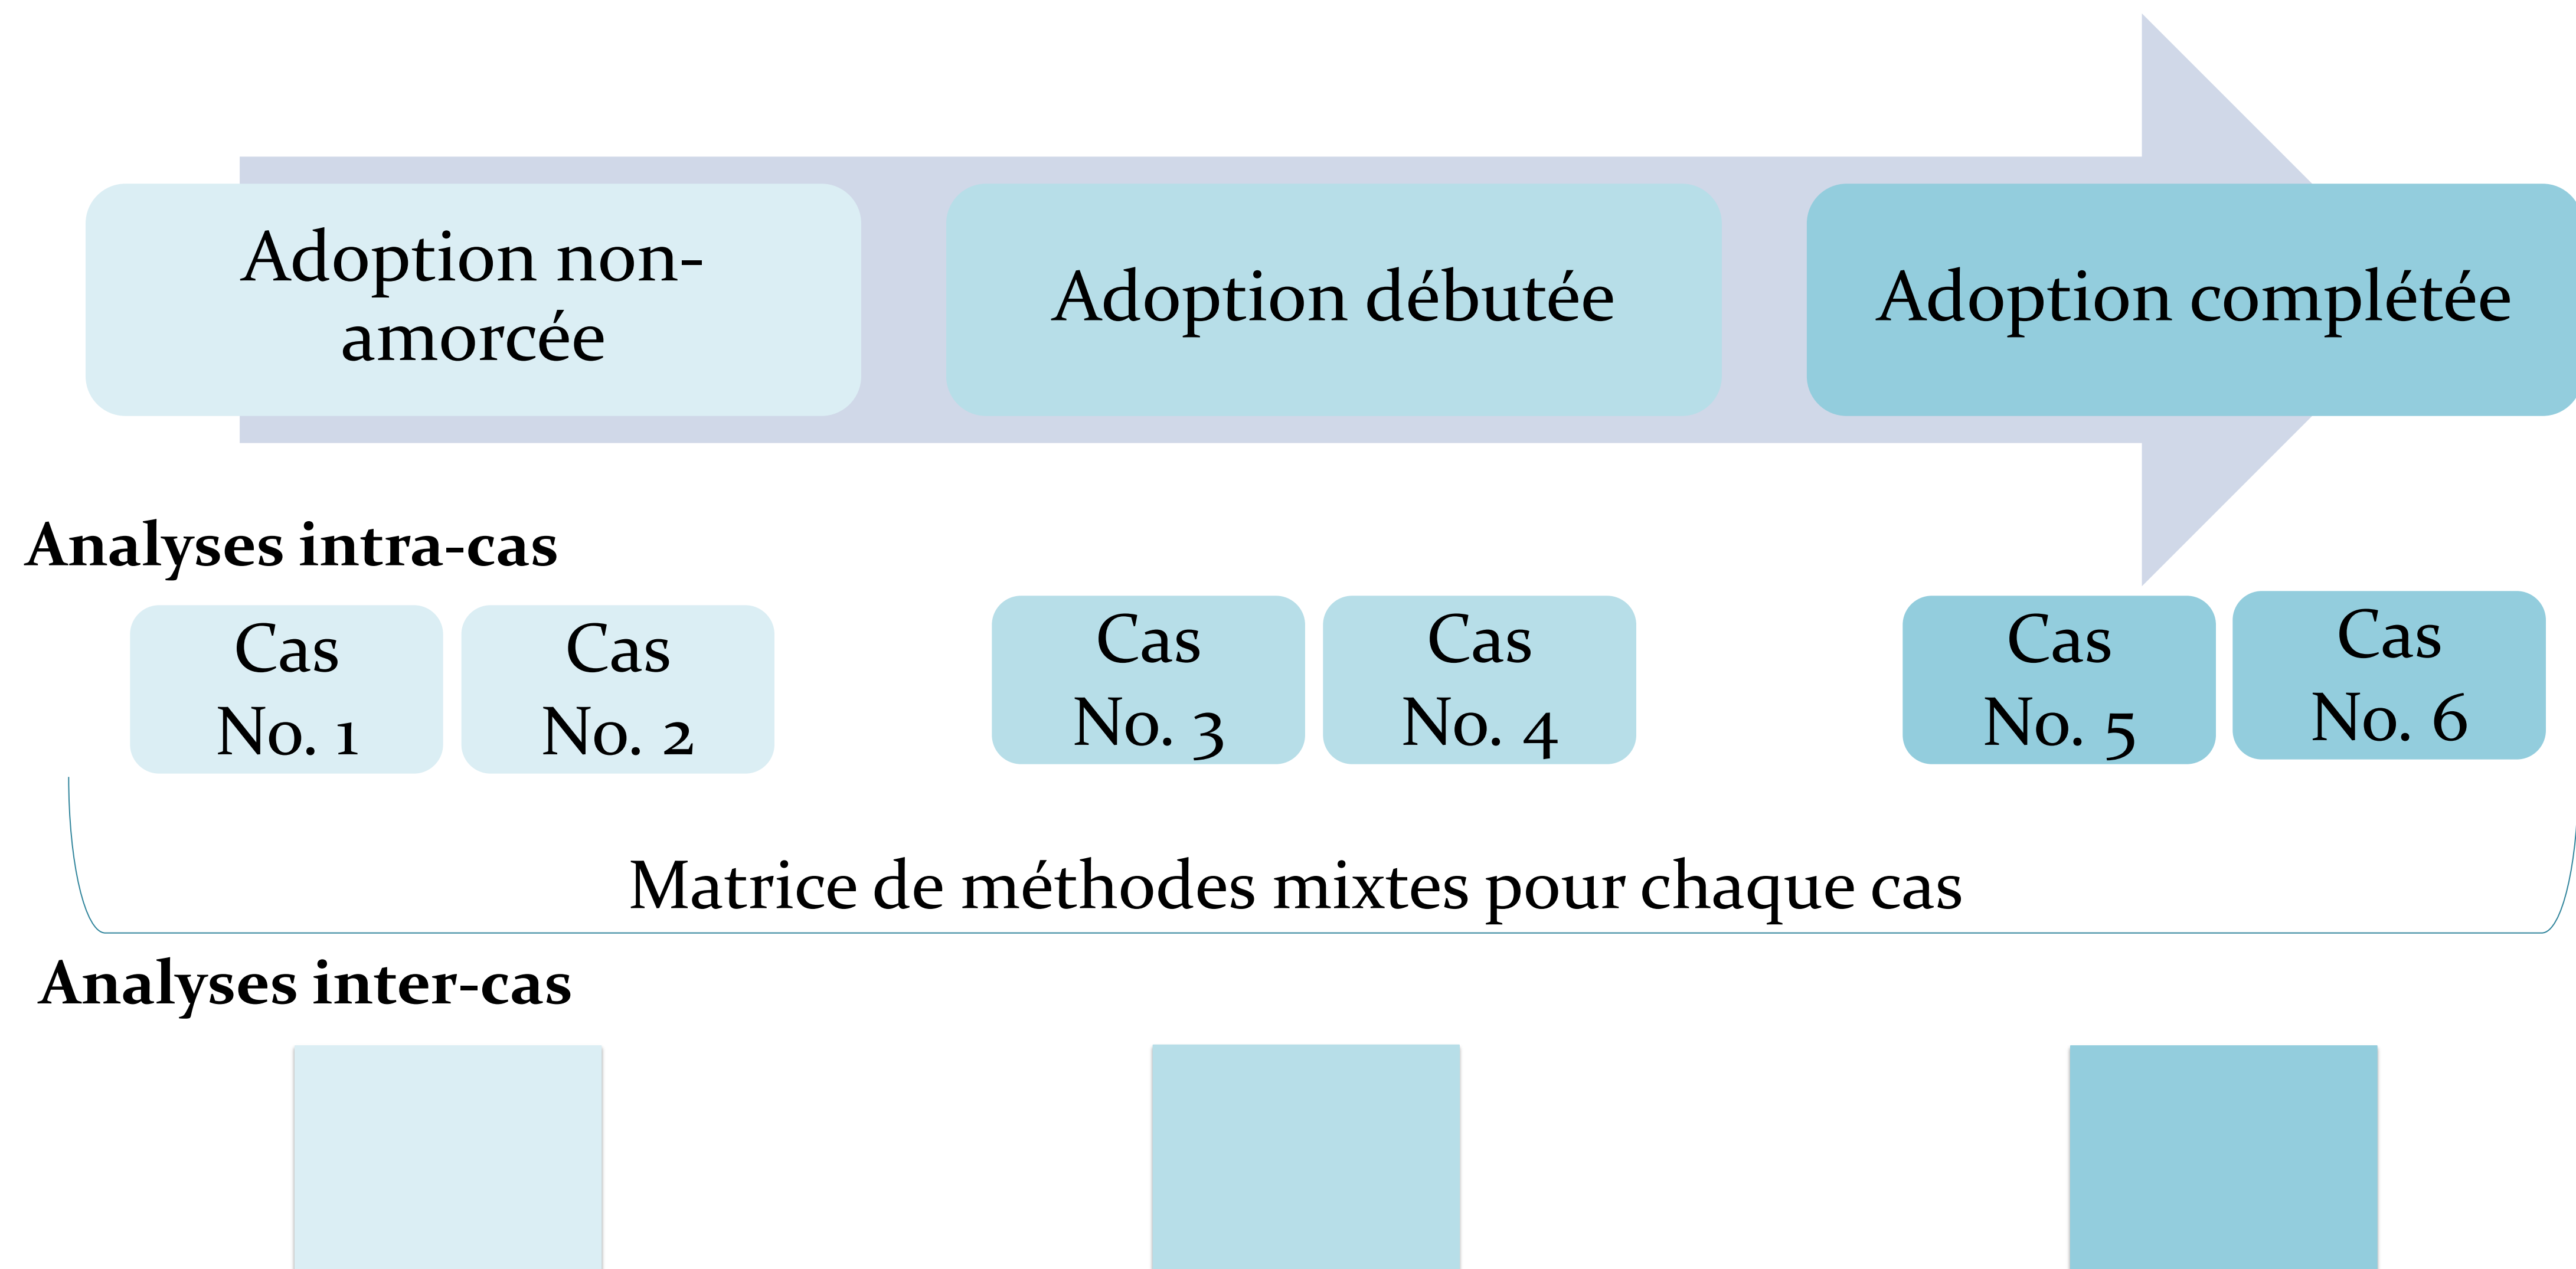 Adoption non-
amorcée
Adoption débutée
Adoption complétée
Analyses intra-cas
Cas
No. 1
Cas
No. 2
Cas
No. 3
Cas
No. 4
Cas
No. 5
Cas
No. 6
Matrice de méthodes mixtes pour chaque cas
Analyses inter-cas